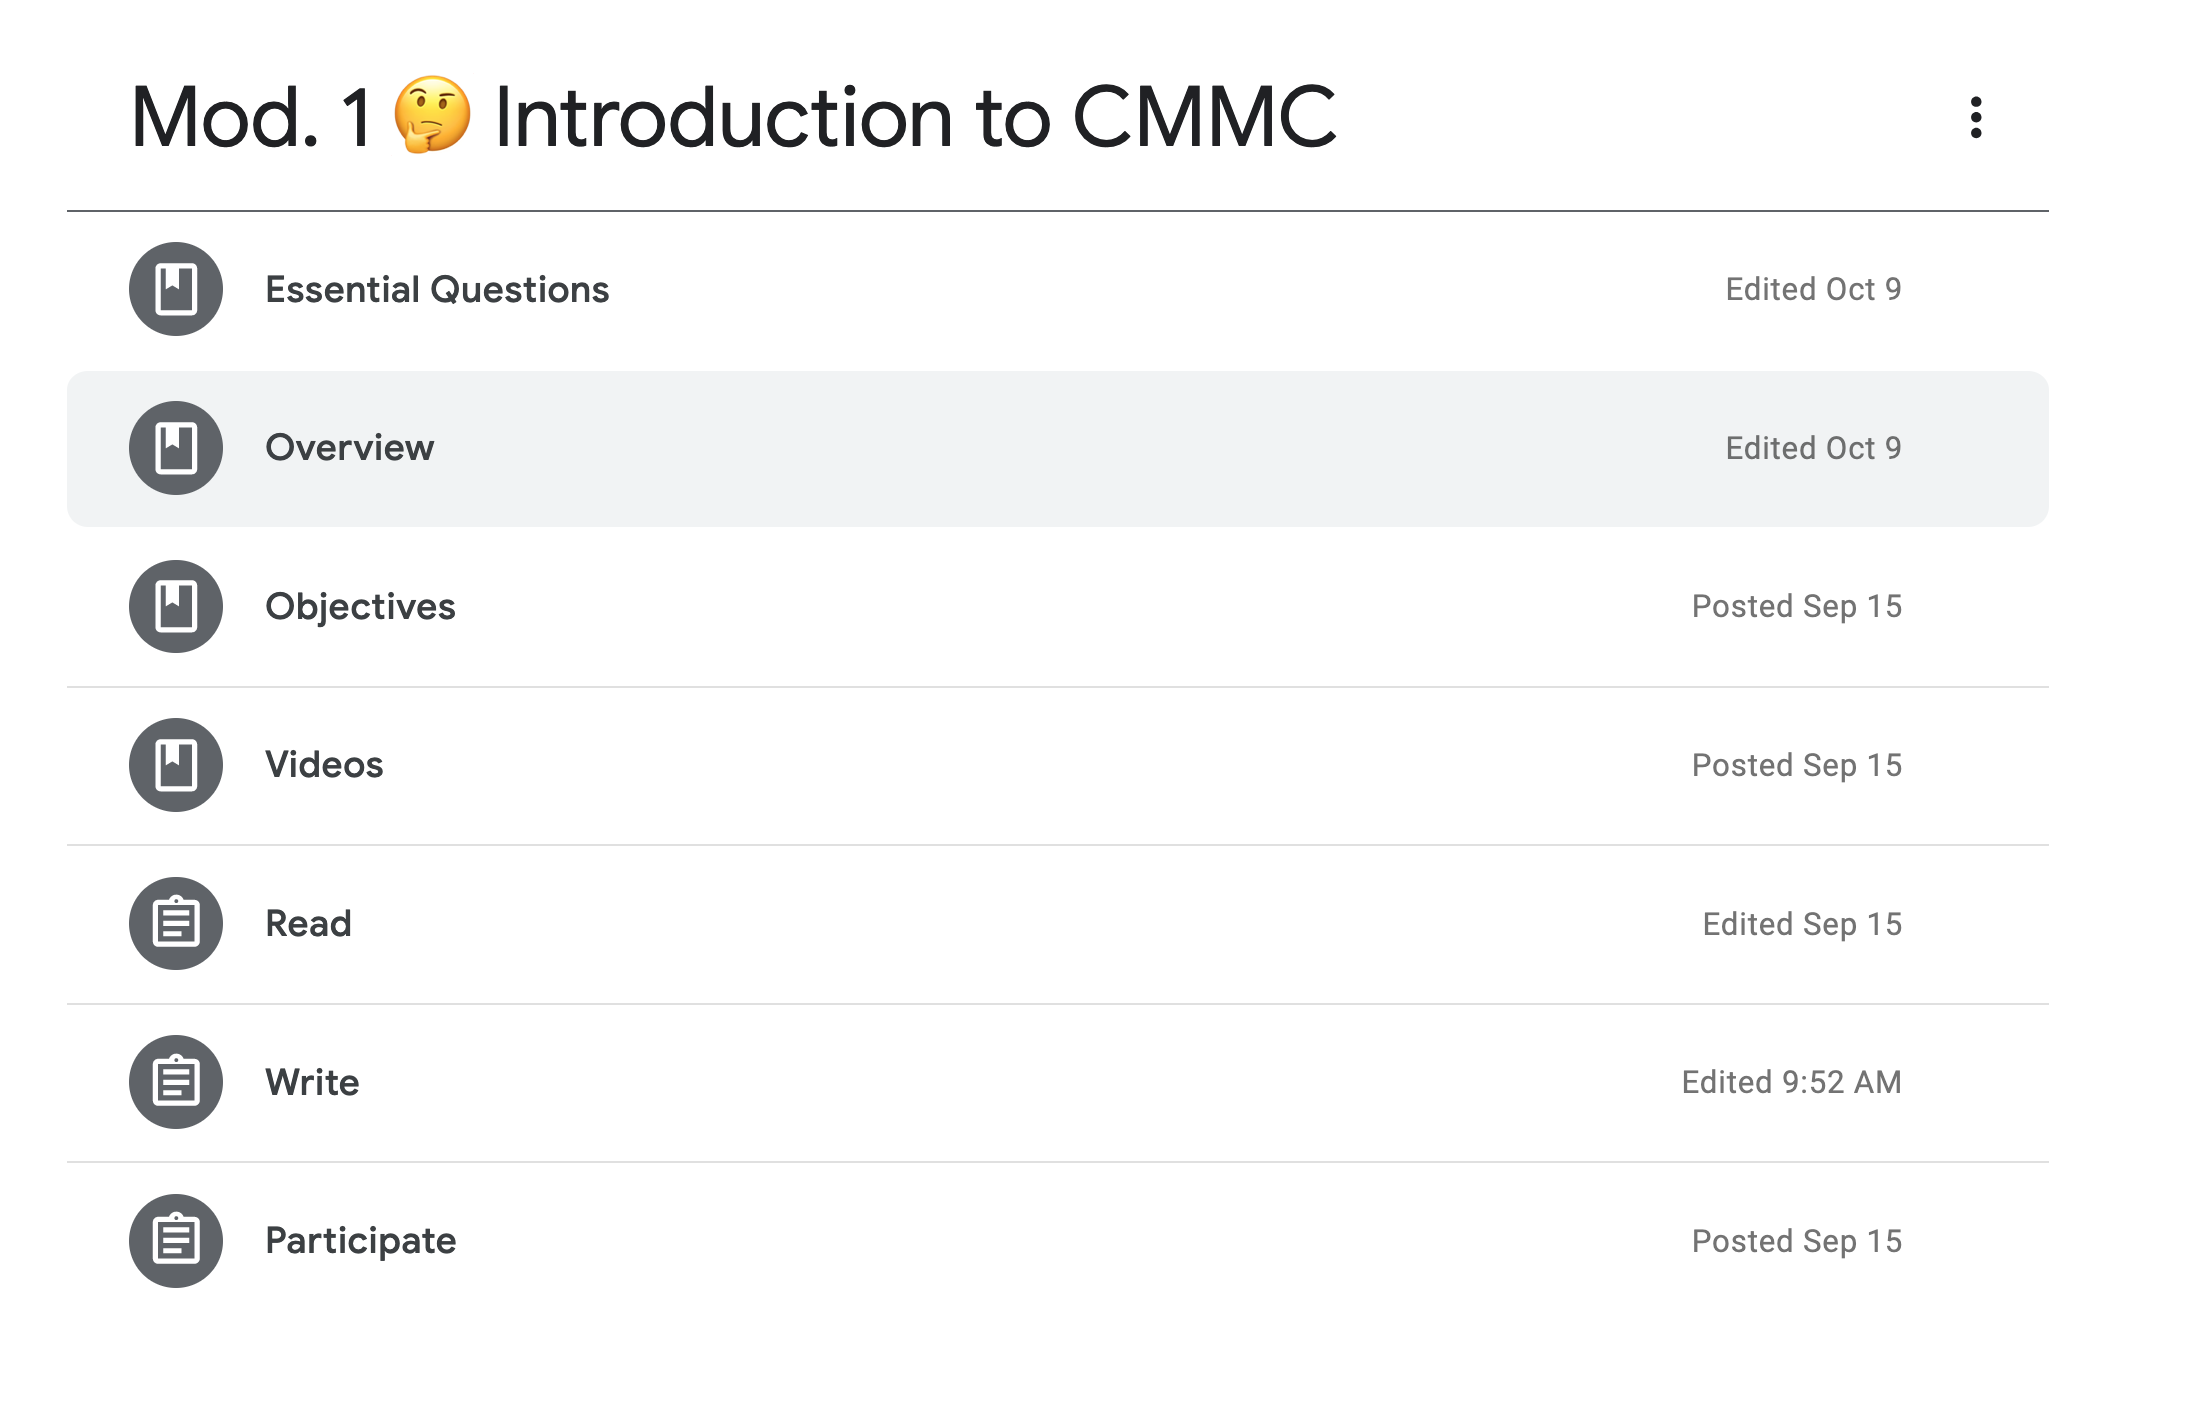 Mod. 1 🤔 Introduction to CMMC
Essential Questions Edited Oct 9
Overview Edited Oct 9
Objectives Posted Sep 15
Videos Posted Sep 15
Read Edited Sep 15
Write Edited 9:52 AM
Participate Posted Sep 15